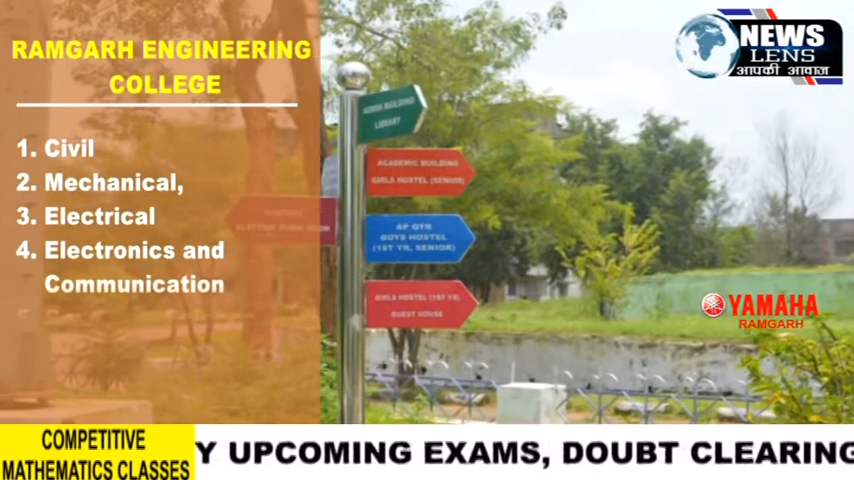 RAMGARH ENGINEERING
COLLEGE
1. Civil
2. Mechanical,
3. Electrical
4. Electronics and
Communication
ADMIN BUILDING
LIBRARY
ACADEMIC BUILDING
GIRLS HOSTEL (SENIOR)
AP QTR
BOYS HOSTEL
(1ST YR, SENIOR)
GIRLS HOSTEL (1ST YR)
GUEST HOUSE
NEWS
LENS
आपकी आवाज
YAMAHA
RAMGARH
COMPETITIVE
MATHEMATICS CLASSES
Y UPCOMING EXAMS, DOUBT CLEARING